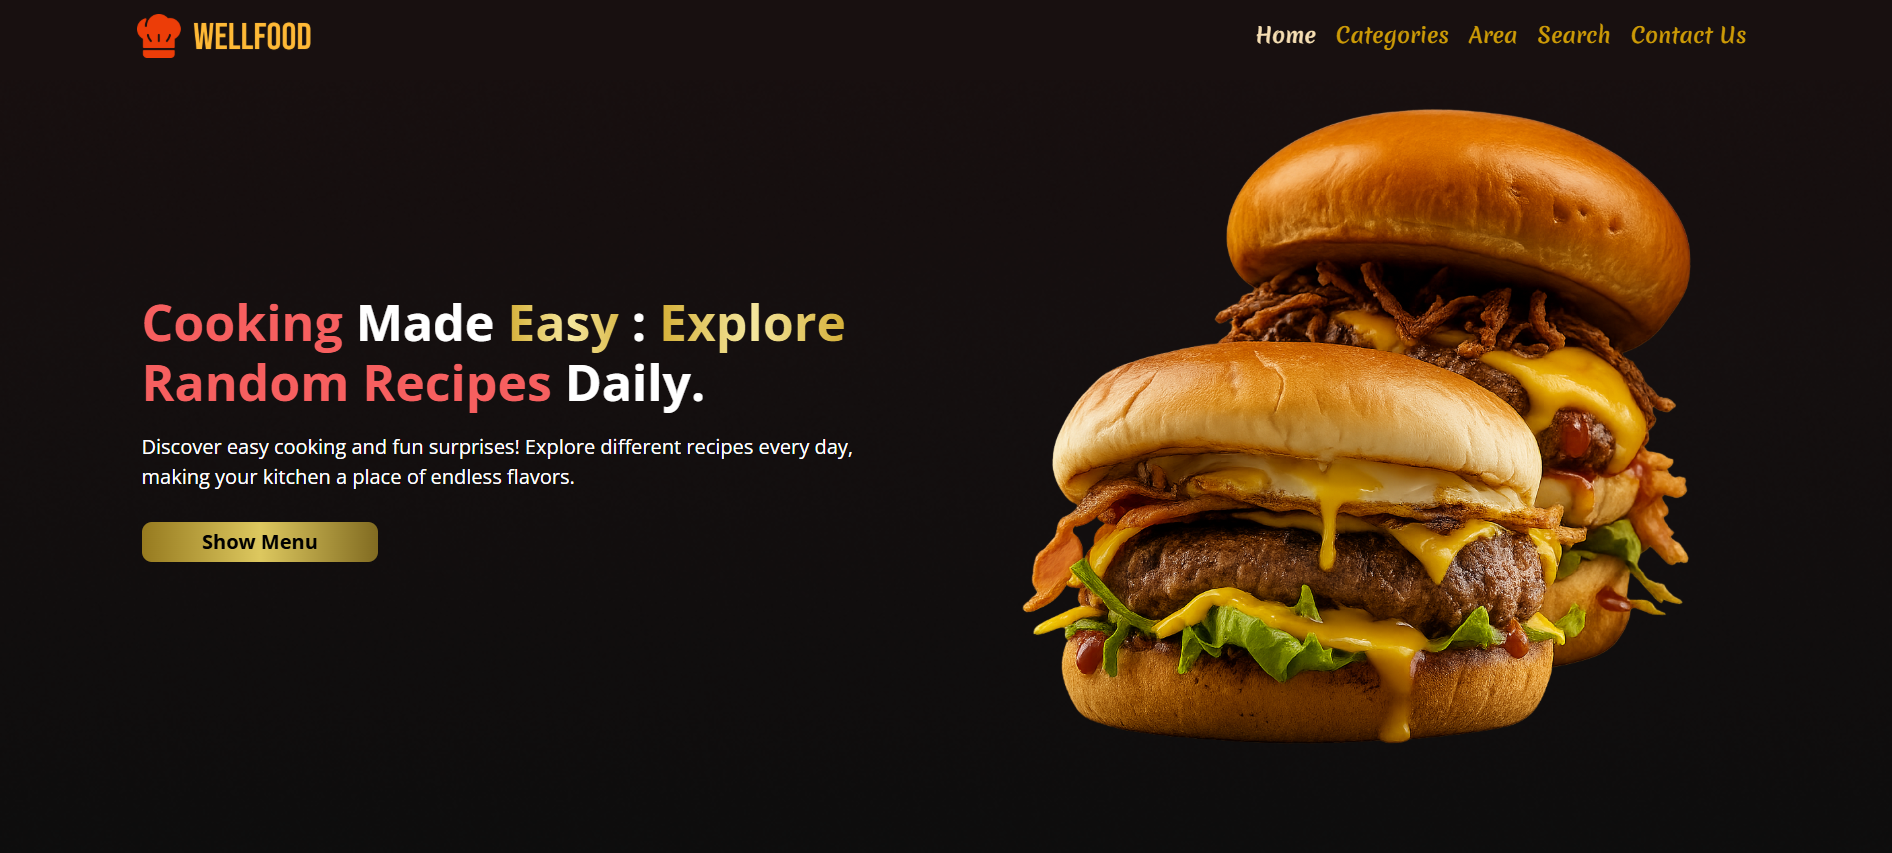 WELLFOOD
Home Categories Area Search Contact Us
Cooking Made Easy : Explore
Random Recipes Daily.
Discover easy cooking and fun surprises! Explore different recipes every day,
making your kitchen a place of endless flavors.
Show Menu